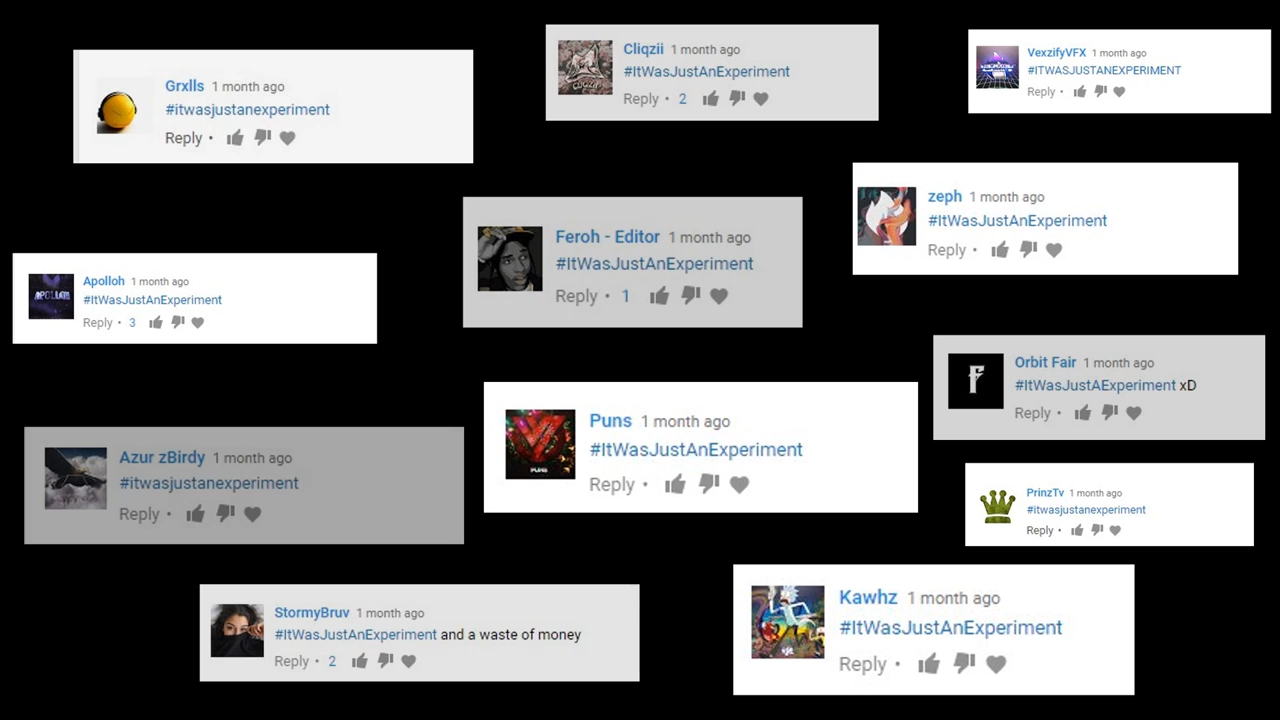 Grxlls 1 month ago
#itwasjustanexperiment
Reply •
Cliqzii 1 month ago
#ItWasJustAnExperiment
Reply • 2
VexzifyVFX 1 month ago
#ITWASJUSTANEXPERIMENT
Reply •
zeph 1 month ago
#ItWasJustAnExperiment
Reply •
Feroh - Editor 1 month ago
#ItWasJustAnExperiment
Reply • 1
APOLLOH
Apolloh 1 month ago
#ItWasJustAnExperiment
Reply • 3
F
Orbit Fair 1 month ago
#ItWasJustAExperiment xD
Reply •
PUNS
Puns 1 month ago
#ItWasJustAnExperiment
Reply •
Azur zBirdy 1 month ago
#itwasjustanexperiment
Reply •
PrinzTv 1 month ago
#itwasjustanexperiment
Reply •
StormyBruv 1 month ago
#ItWasJustAnExperiment and a waste of money
Reply • 2
Kawhz 1 month ago
#ItWasJustAnExperiment
Reply •